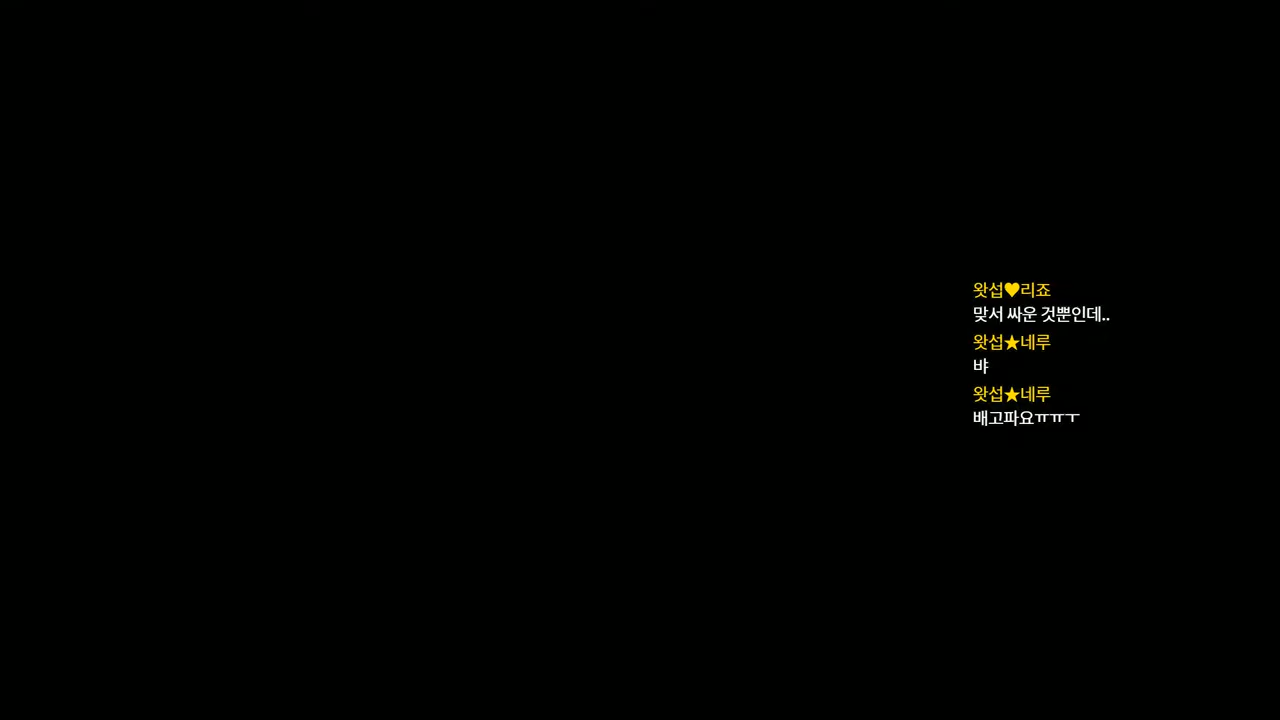 왓섭♥리죠
맞서 싸운 것뿐인데..
왓섭★네루
뱌
왓섭★네루
배고파요ㅠㅠㅜ